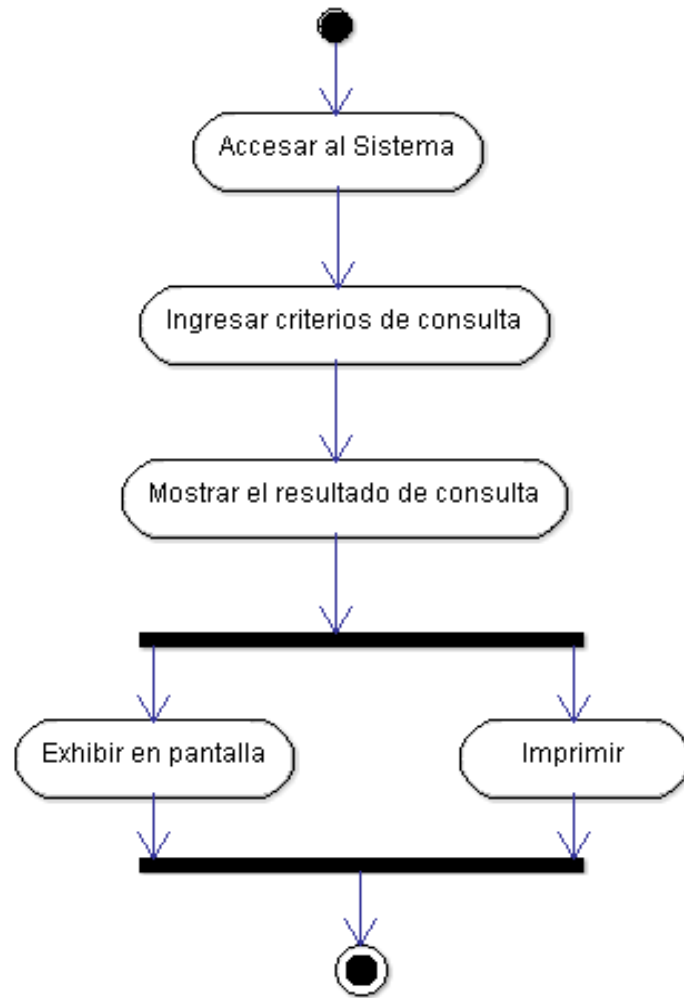 Accesar al Sistema
Ingresar criterios de consulta
Mostrar el resultado de consulta
Exhibir en pantalla
Imprimir